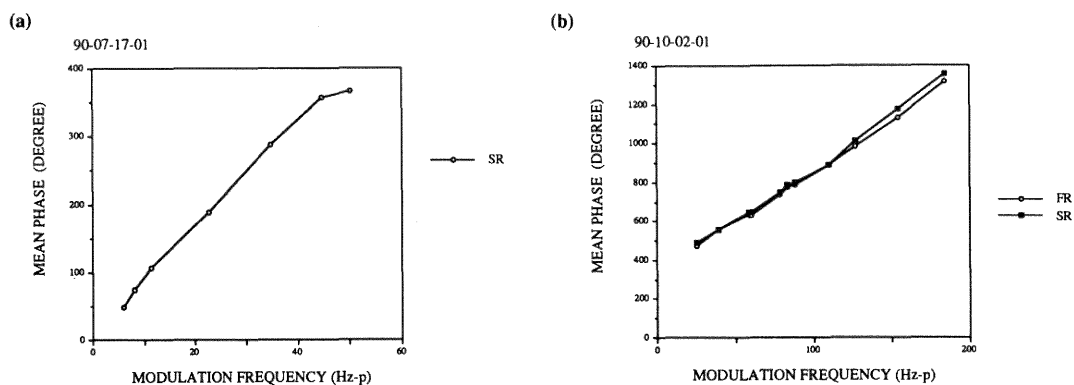 (a)
90-07-17-01
400
300
200
100
0
0
20
40
60
MEAN PHASE (DEGREE)
MODULATION FREQUENCY (Hz-p)
SR
(b)
90-10-02-01
1400
1200
1000
800
600
400
200
0
0
100
200
MEAN PHASE (DEGREE)
MODULATION FREQUENCY (Hz-p)
FR
SR